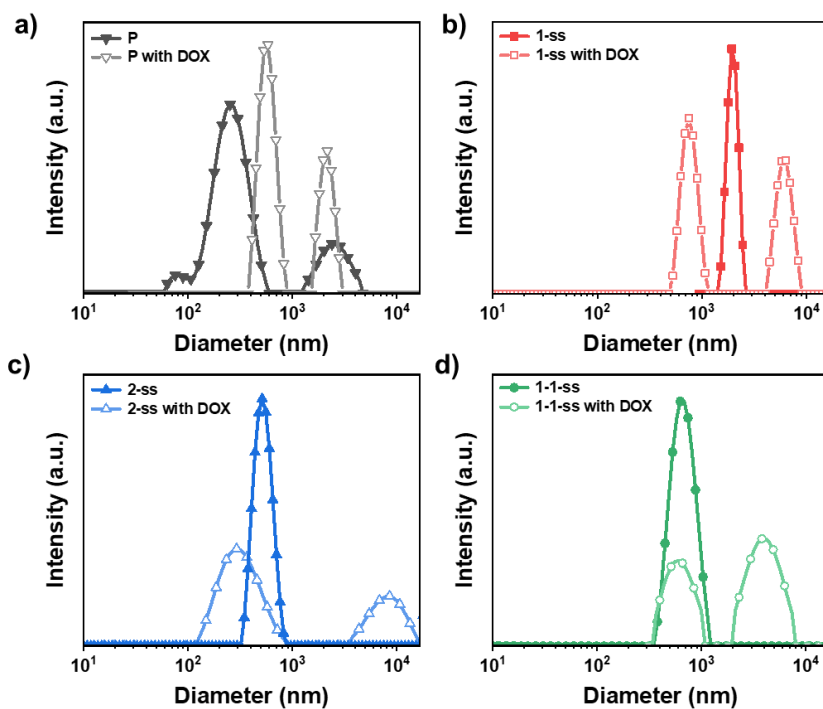 a)
P
P with DOX
Intensity (a.u.)
10¹ 10² 10³ 10⁴
Diameter (nm)
b)
1-ss
1-ss with DOX
Intensity (a.u.)
10¹ 10² 10³ 10⁴
Diameter (nm)
c)
2-ss
2-ss with DOX
Intensity (a.u.)
10¹ 10² 10³ 10⁴
Diameter (nm)
d)
1-1-ss
1-1-ss with DOX
Intensity (a.u.)
10¹ 10² 10³ 10⁴
Diameter (nm)